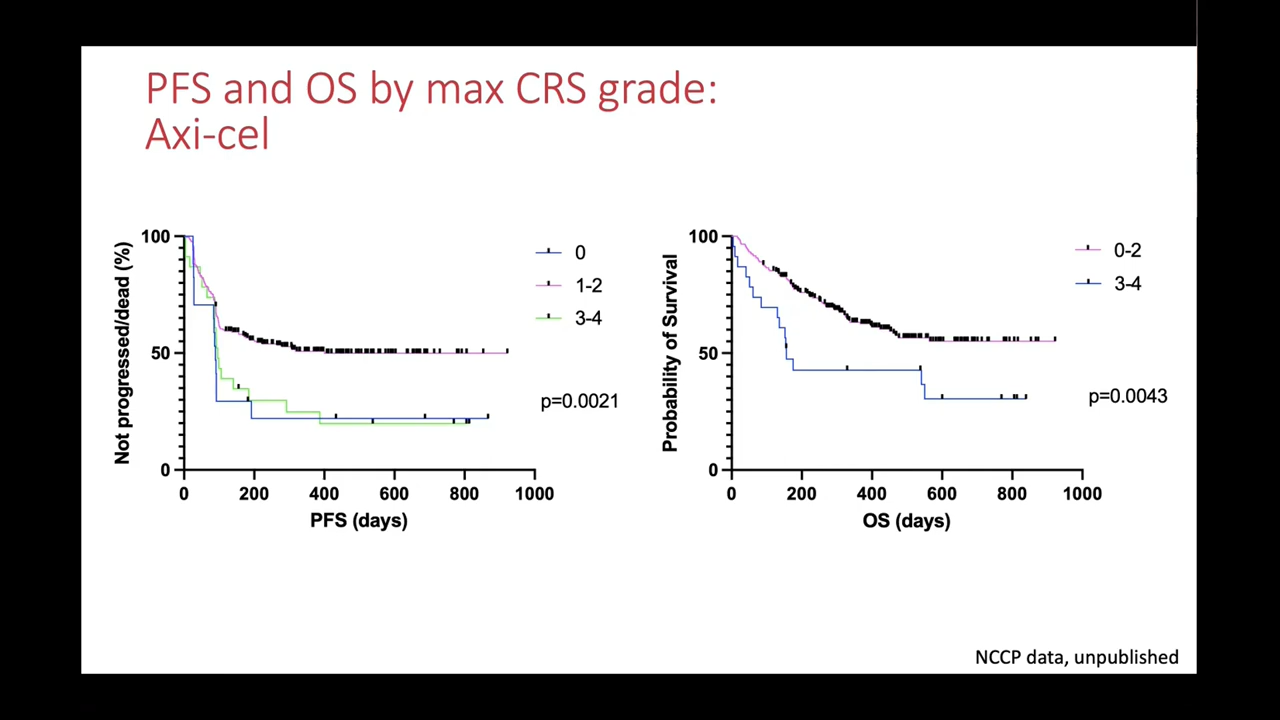 PFS and OS by max CRS grade:
Axi-cel
Not progressed/dead (%)
100
50
0
0 200 400 600 800 1000
PFS (days)
0
1-2
3-4
p=0.0021
Probability of Survival
100
50
0
0 200 400 600 800 1000
OS (days)
0-2
3-4
p=0.0043
NCCP data, unpublished